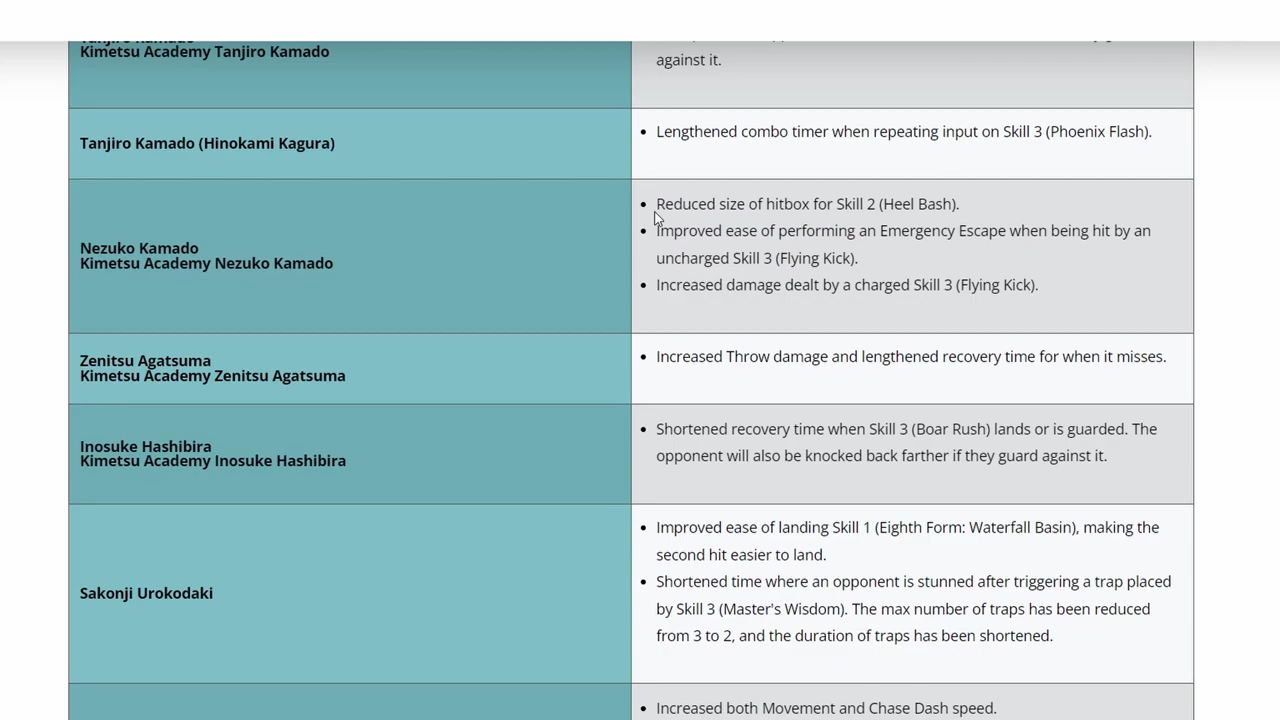 Kimetsu Academy Tanjiro Kamado
against it.
Tanjiro Kamado (Hinokami Kagura)
• Lengthened combo timer when repeating input on Skill 3 (Phoenix Flash).
Nezuko Kamado
Kimetsu Academy Nezuko Kamado
• Reduced size of hitbox for Skill 2 (Heel Bash).
• Improved ease of performing an Emergency Escape when being hit by an
uncharged Skill 3 (Flying Kick).
• Increased damage dealt by a charged Skill 3 (Flying Kick).
Zenitsu Agatsuma
Kimetsu Academy Zenitsu Agatsuma
• Increased Throw damage and lengthened recovery time for when it misses.
Inosuke Hashibira
Kimetsu Academy Inosuke Hashibira
• Shortened recovery time when Skill 3 (Boar Rush) lands or is guarded. The
opponent will also be knocked back farther if they guard against it.
Sakonji Urokodaki
• Improved ease of landing Skill 1 (Eighth Form: Waterfall Basin), making the
second hit easier to land.
• Shortened time where an opponent is stunned after triggering a trap placed
by Skill 3 (Master's Wisdom). The max number of traps has been reduced
from 3 to 2, and the duration of traps has been shortened.
• Increased both Movement and Chase Dash speed.